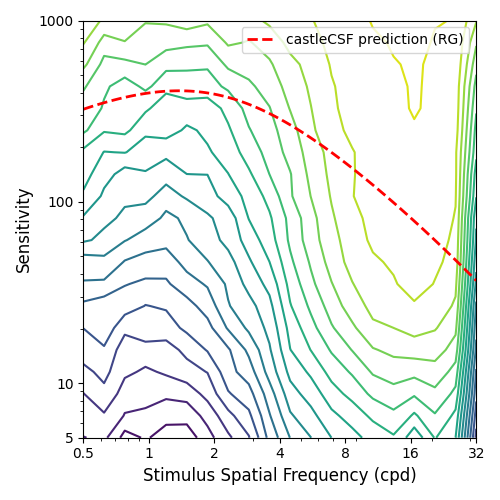 1000
castleCSF prediction (RG)
100
10
5
Sensitivity
0.5 1 2 4 8 16 32
Stimulus Spatial Frequency (cpd)